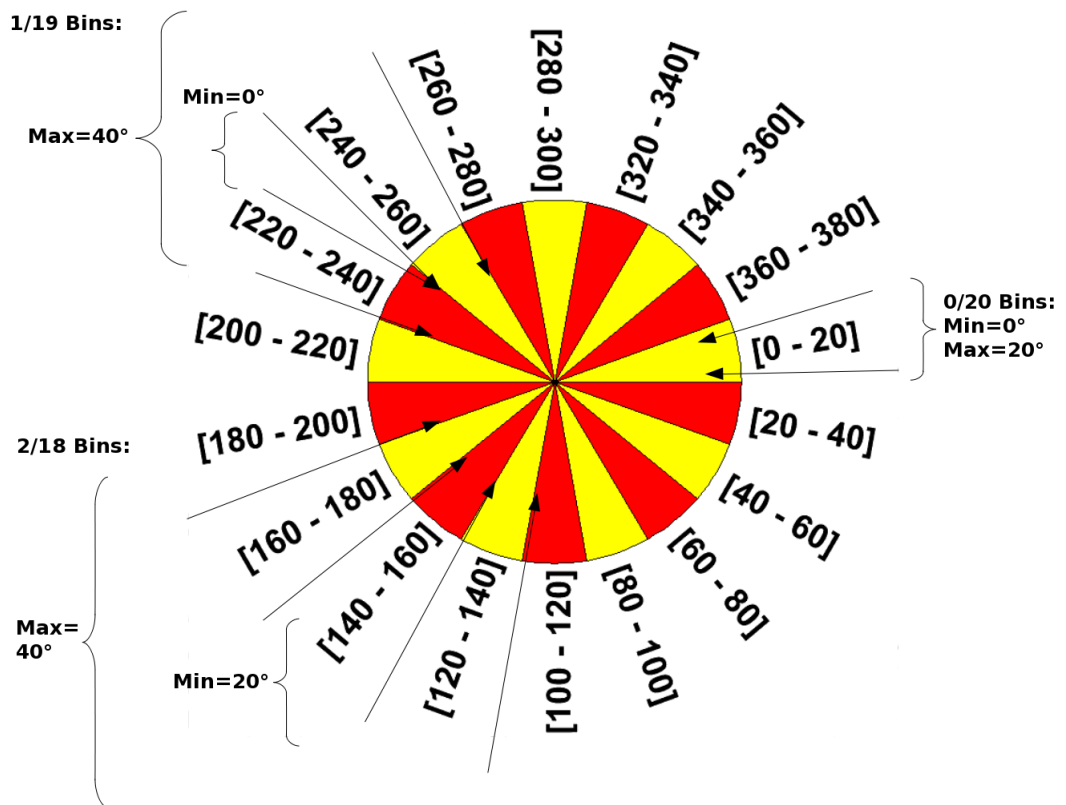 1/19 Bins:
Min=0°
Max=40°
[280 - 300]
[320 - 340]
[340 - 360]
[360 - 380]
[0 - 20]
[20 - 40]
[40 - 60]
[60 - 80]
[80 - 100]
[100 - 120]
[120 - 140]
[140 - 160]
[160 - 180]
[180 - 200]
[200 - 220]
[220 - 240]
[240 - 260]
[260 - 280]
0/20 Bins:
Min=0°
Max=20°
2/18 Bins:
Max=
40°
Min=20°